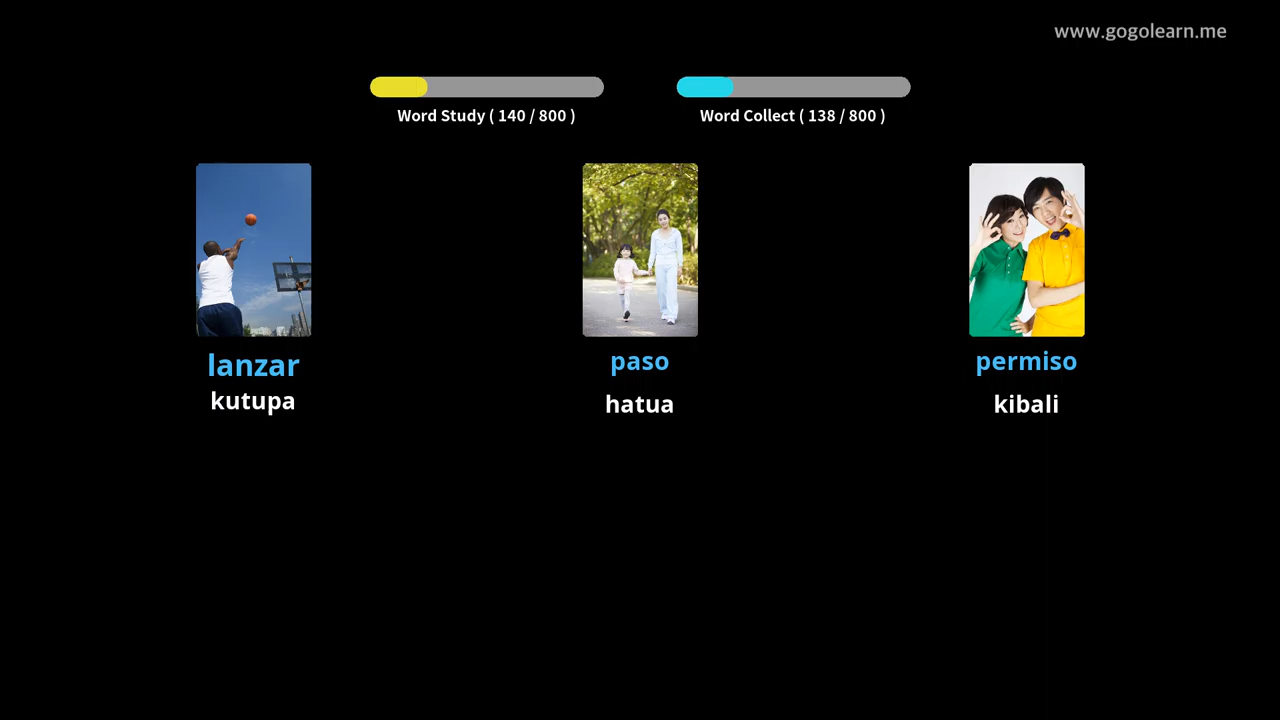 www.gogolearn.me
Word Study ( 140 / 800 )
Word Collect ( 138 / 800 )
lanzar
kutupa
paso
hatua
permiso
kibali